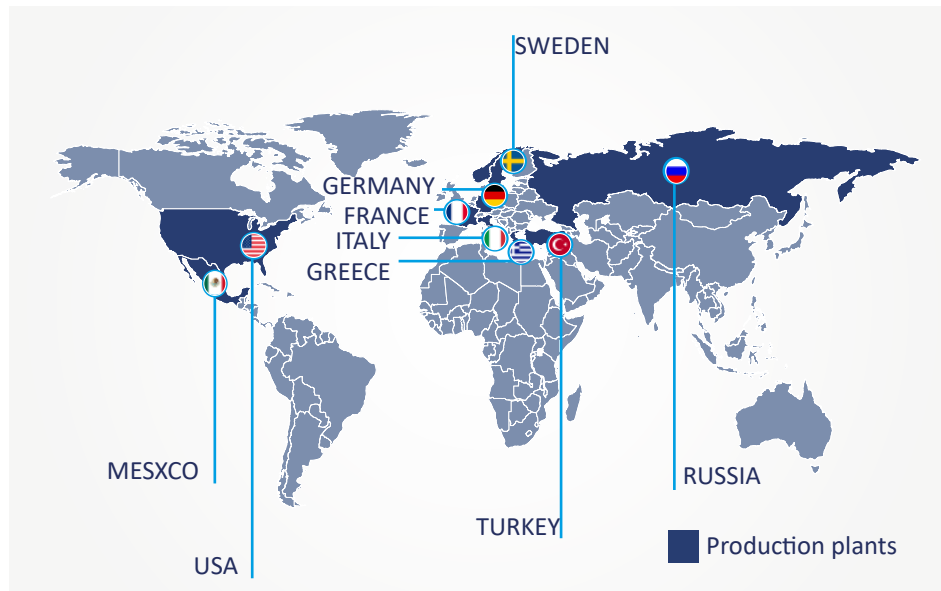 SWEDEN
GERMANY
FRANCE
ITALY
GREECE
MESXCO
RUSSIA
TURKEY
Production plants
USA